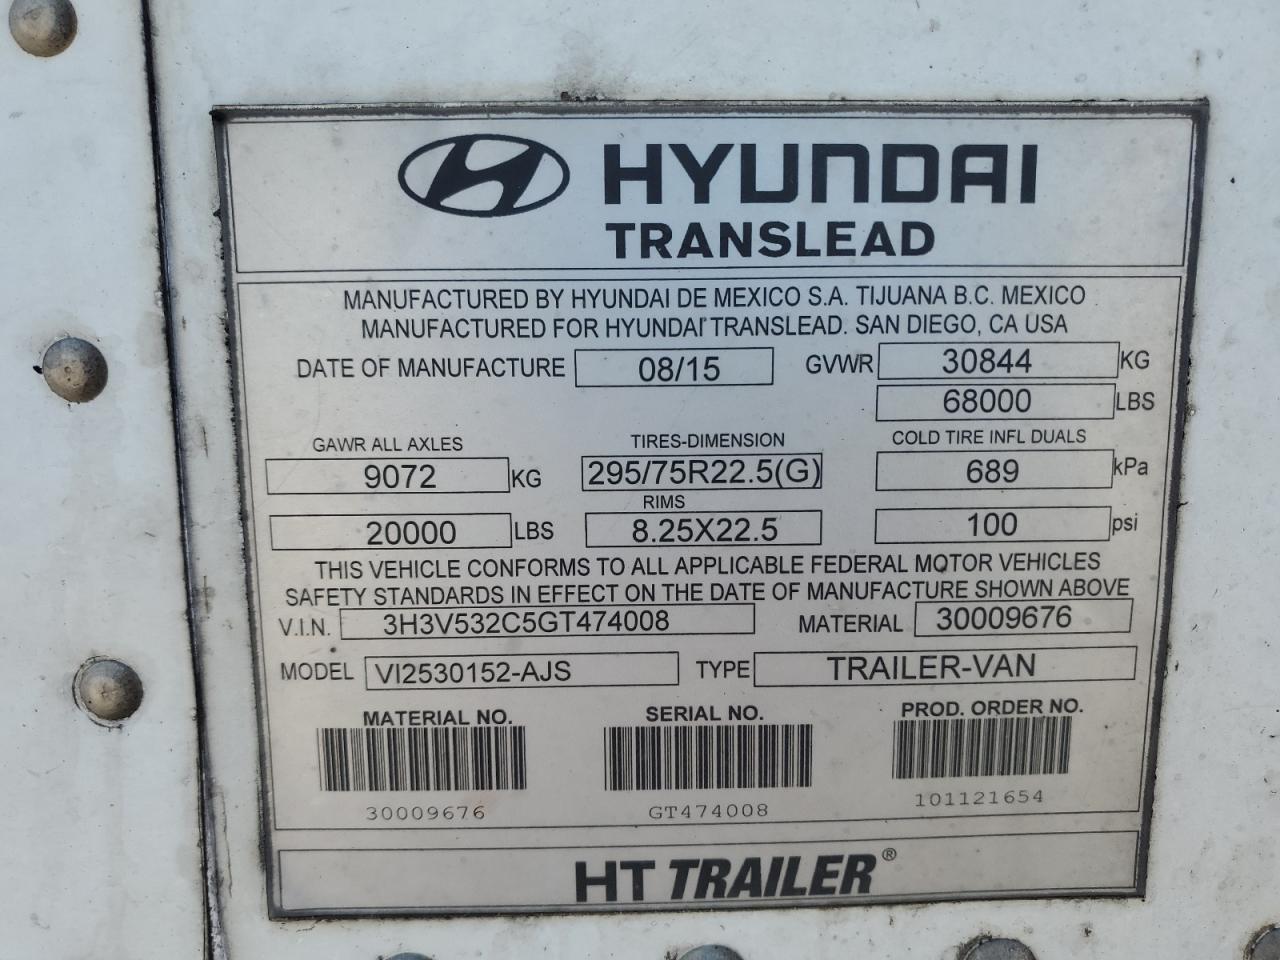 HYUNDAI
TRANSLEAD
MANUFACTURED BY HYUNDAI DE MEXICO S.A. TIJUANA B.C. MEXICO
MANUFACTURED FOR HYUNDAI TRANSLEAD. SAN DIEGO, CA USA
DATE OF MANUFACTURE 08/15 GVWR 30844 KG
68000 LBS
GAWR ALL AXLES TIRES-DIMENSION COLD TIRE INFL DUALS
9072 KG 295/75R22.5(G) 689 kPa
RIMS
20000 LBS 8.25X22.5 100 psi
THIS VEHICLE CONFORMS TO ALL APPLICABLE FEDERAL MOTOR VEHICLES
SAFETY STANDARDS IN EFFECT ON THE DATE OF MANUFACTURE SHOWN ABOVE
V.I.N. 3H3V532C5GT474008 MATERIAL 30009676
MODEL VI2530152-AJS TYPE TRAILER-VAN
MATERIAL NO. SERIAL NO. PROD. ORDER NO.
30009676 GT474008 101121654
HT TRAILER®